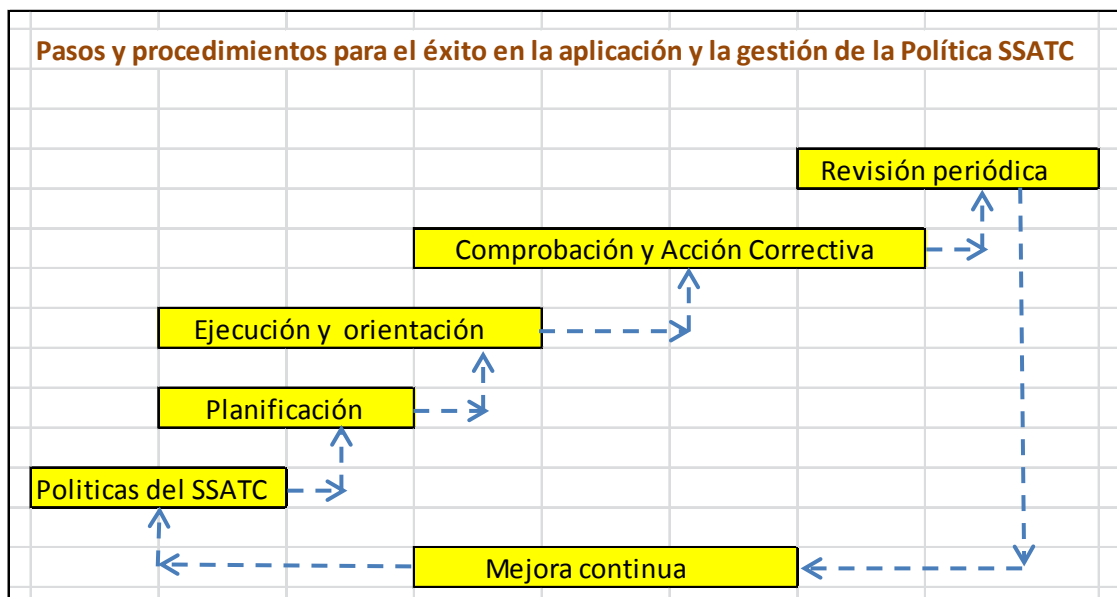 Pasos y procedimientos para el éxito en la aplicación y la gestión de la Política SSATC
Revisión periódica
Comprobación y Acción Correctiva
Ejecución y orientación
Planificación
Politicas del SSATC
Mejora continua